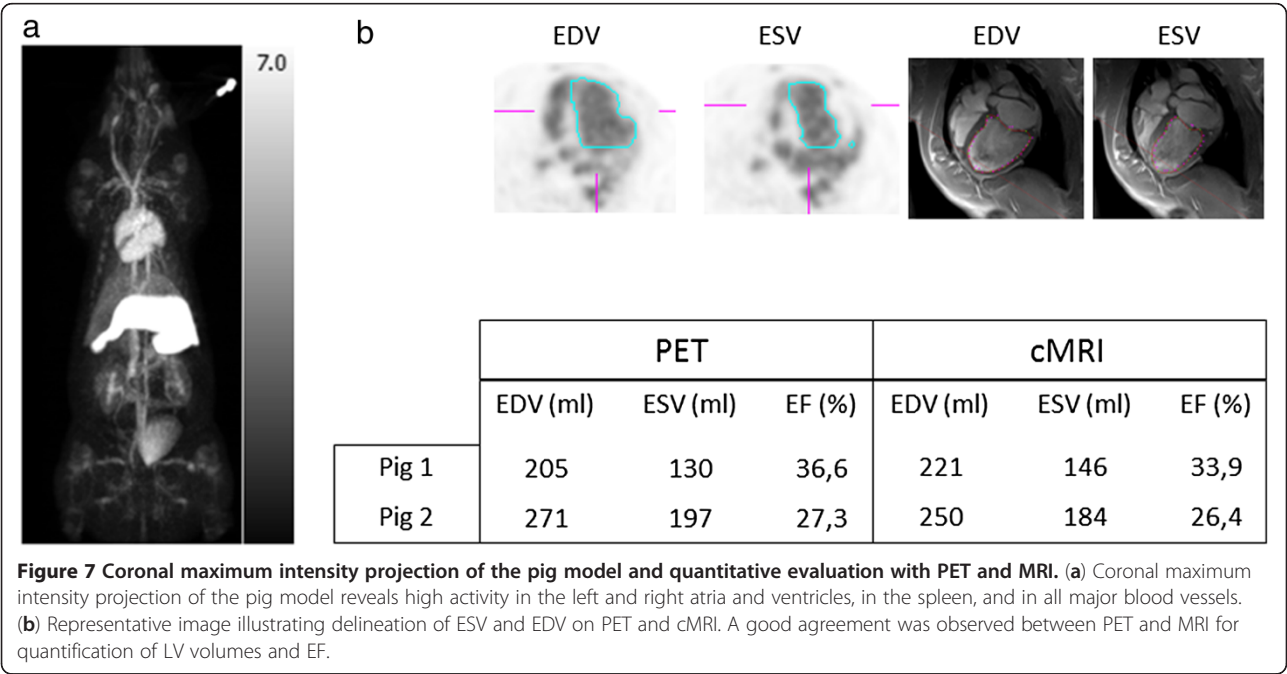 a
7.0
b
EDV ESV EDV ESV
PET cMRI
EDV (ml) ESV (ml) EF (%) EDV (ml) ESV (ml) EF (%)
Pig 1 205 130 36,6 221 146 33,9
Pig 2 271 197 27,3 250 184 26,4
Figure 7 Coronal maximum intensity projection of the pig model and quantitative evaluation with PET and MRI. (a) Coronal maximum
intensity projection of the pig model reveals high activity in the left and right atria and ventricles, in the spleen, and in all major blood vessels.
(b) Representative image illustrating delineation of ESV and EDV on PET and cMRI. A good agreement was observed between PET and MRI for
quantification of LV volumes and EF.